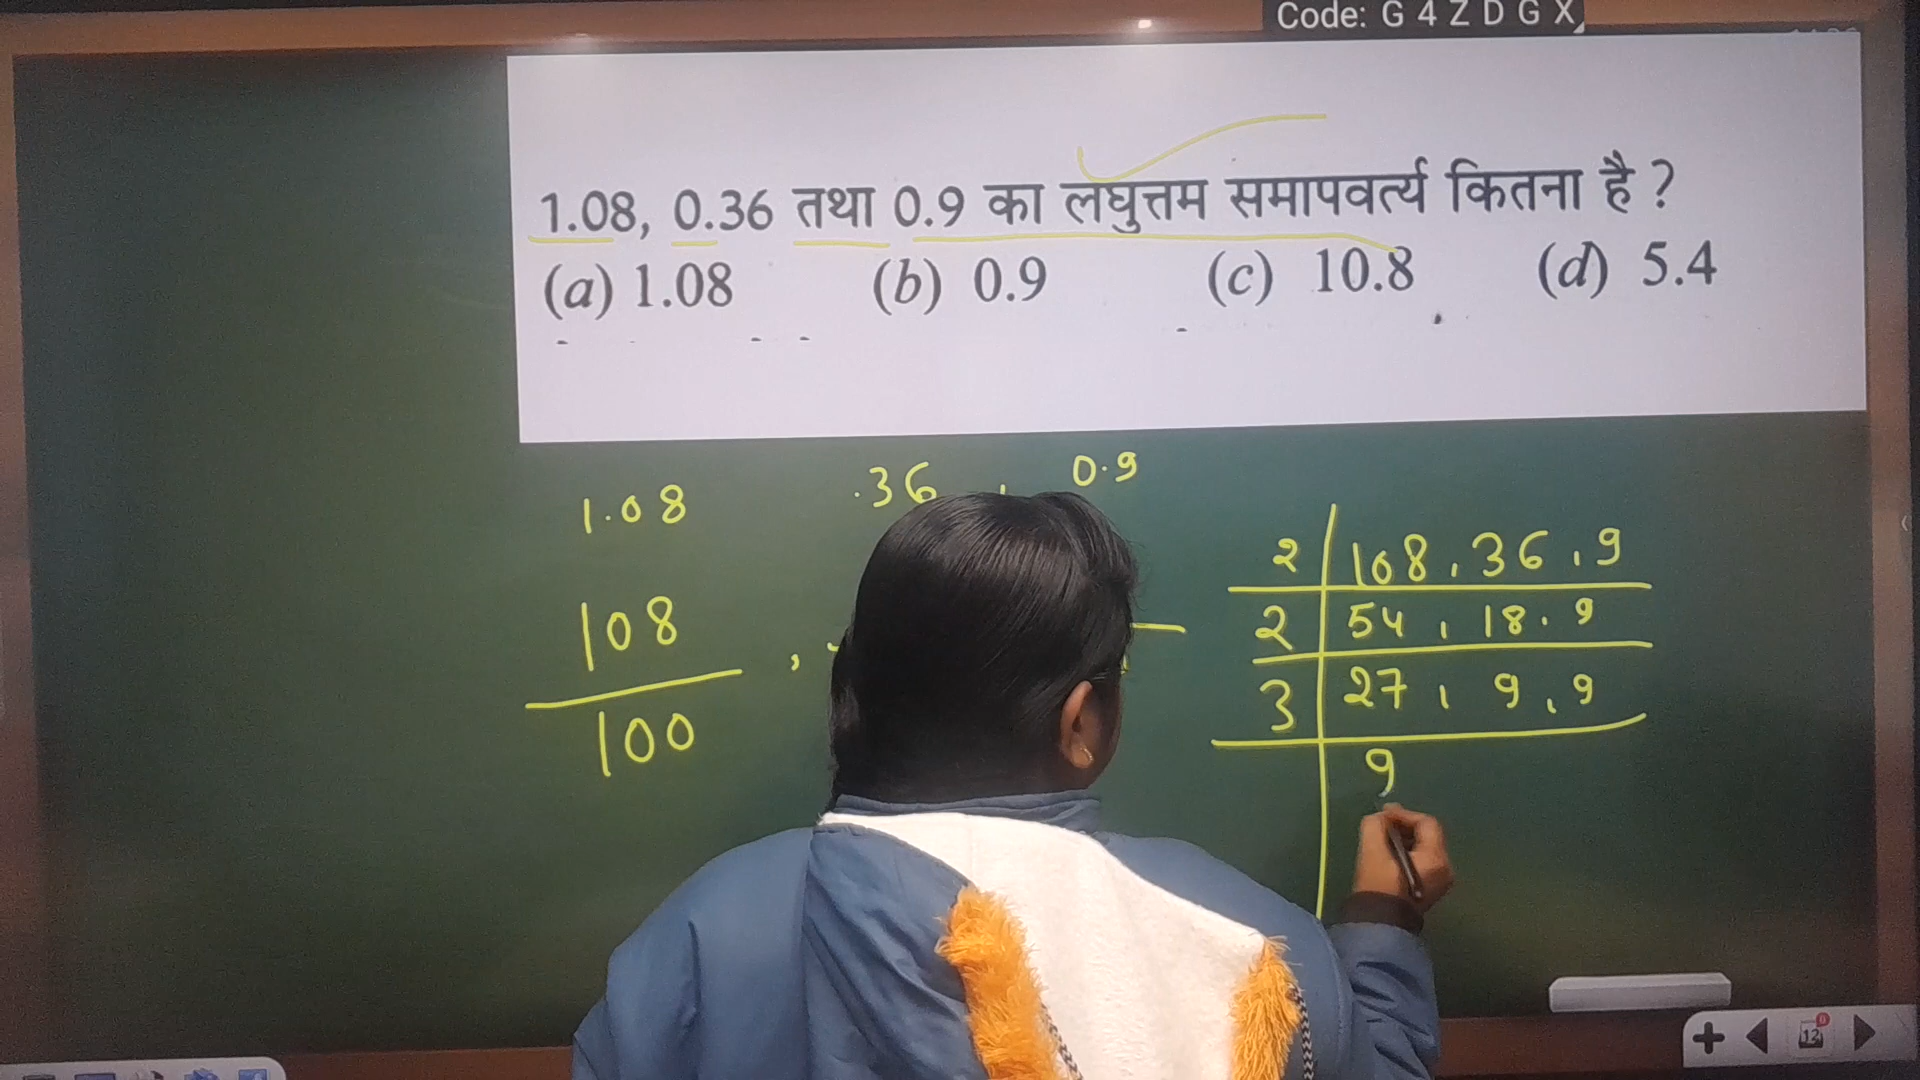 Code: G 4 Z D G X
1.08, 0.36 तथा 0.9 का लघुत्तम समापवर्त्य कितना है ?
(a) 1.08 (b) 0.9 (c) 10.8 (d) 5.4
1.08 .36 , 0.9
108
100
,
2 108, 36, 9
2 54, 18, 9
3 27, 9, 9
9
12